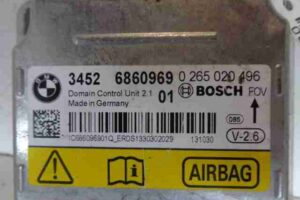 3452 6860969 0 265 020 496
Domain Control Unit 2.1 01 BOSCH FOV
Made in Germany
DBS
V-2.6
131030
AIRBAG